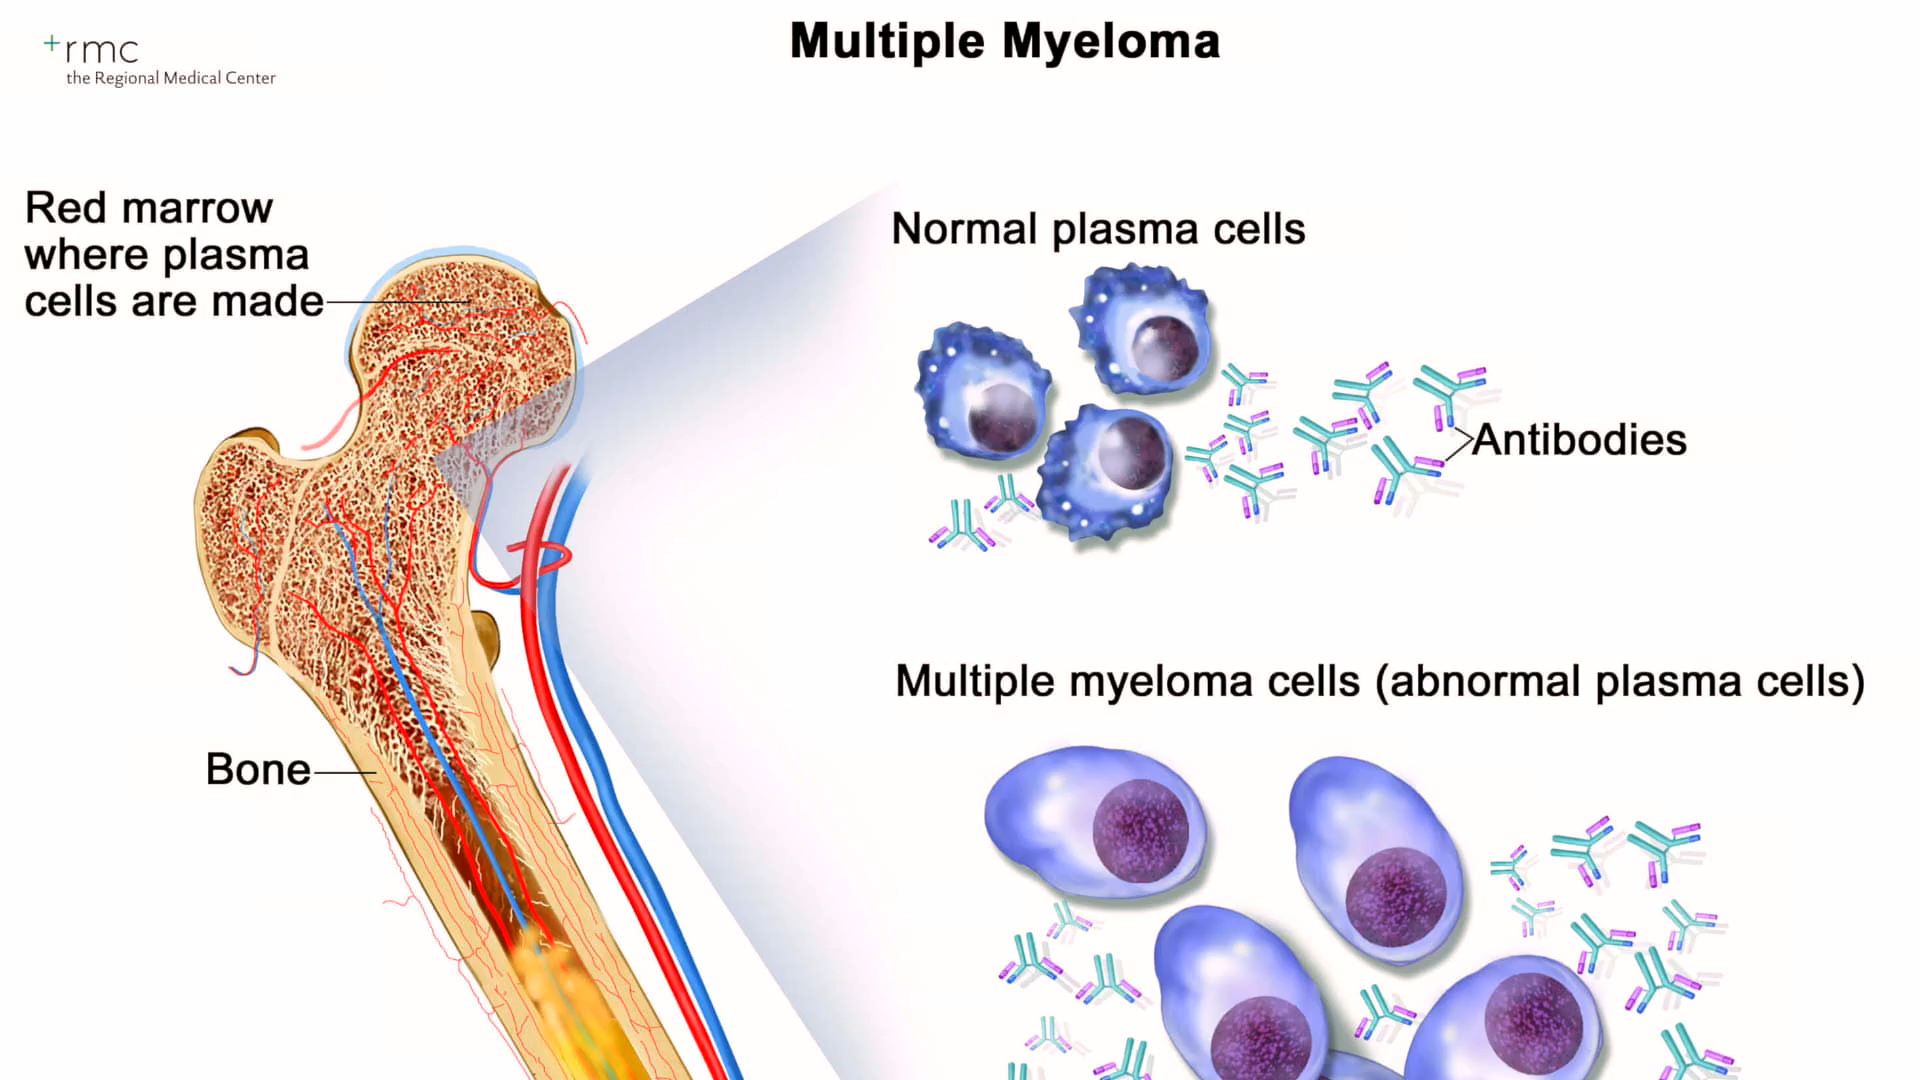 +rmc
the Regional Medical Center
Multiple Myeloma
Red marrow
where plasma
cells are made
Normal plasma cells
Antibodies
Multiple myeloma cells (abnormal plasma cells)
Bone